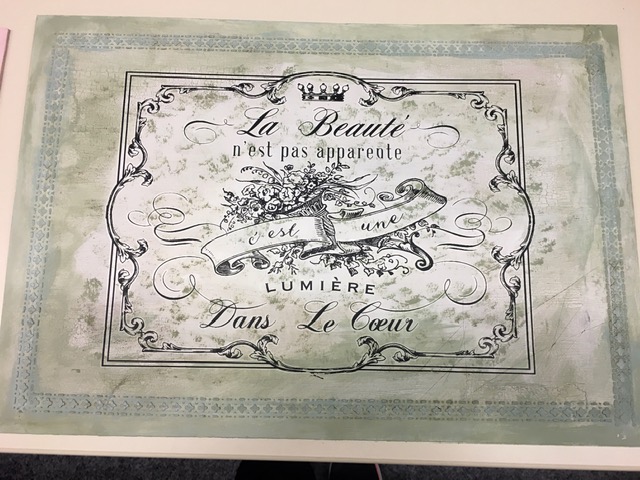 La Beauté
n'est pas apparente
c'est une
LUMIÈRE
Dans Le Cœur